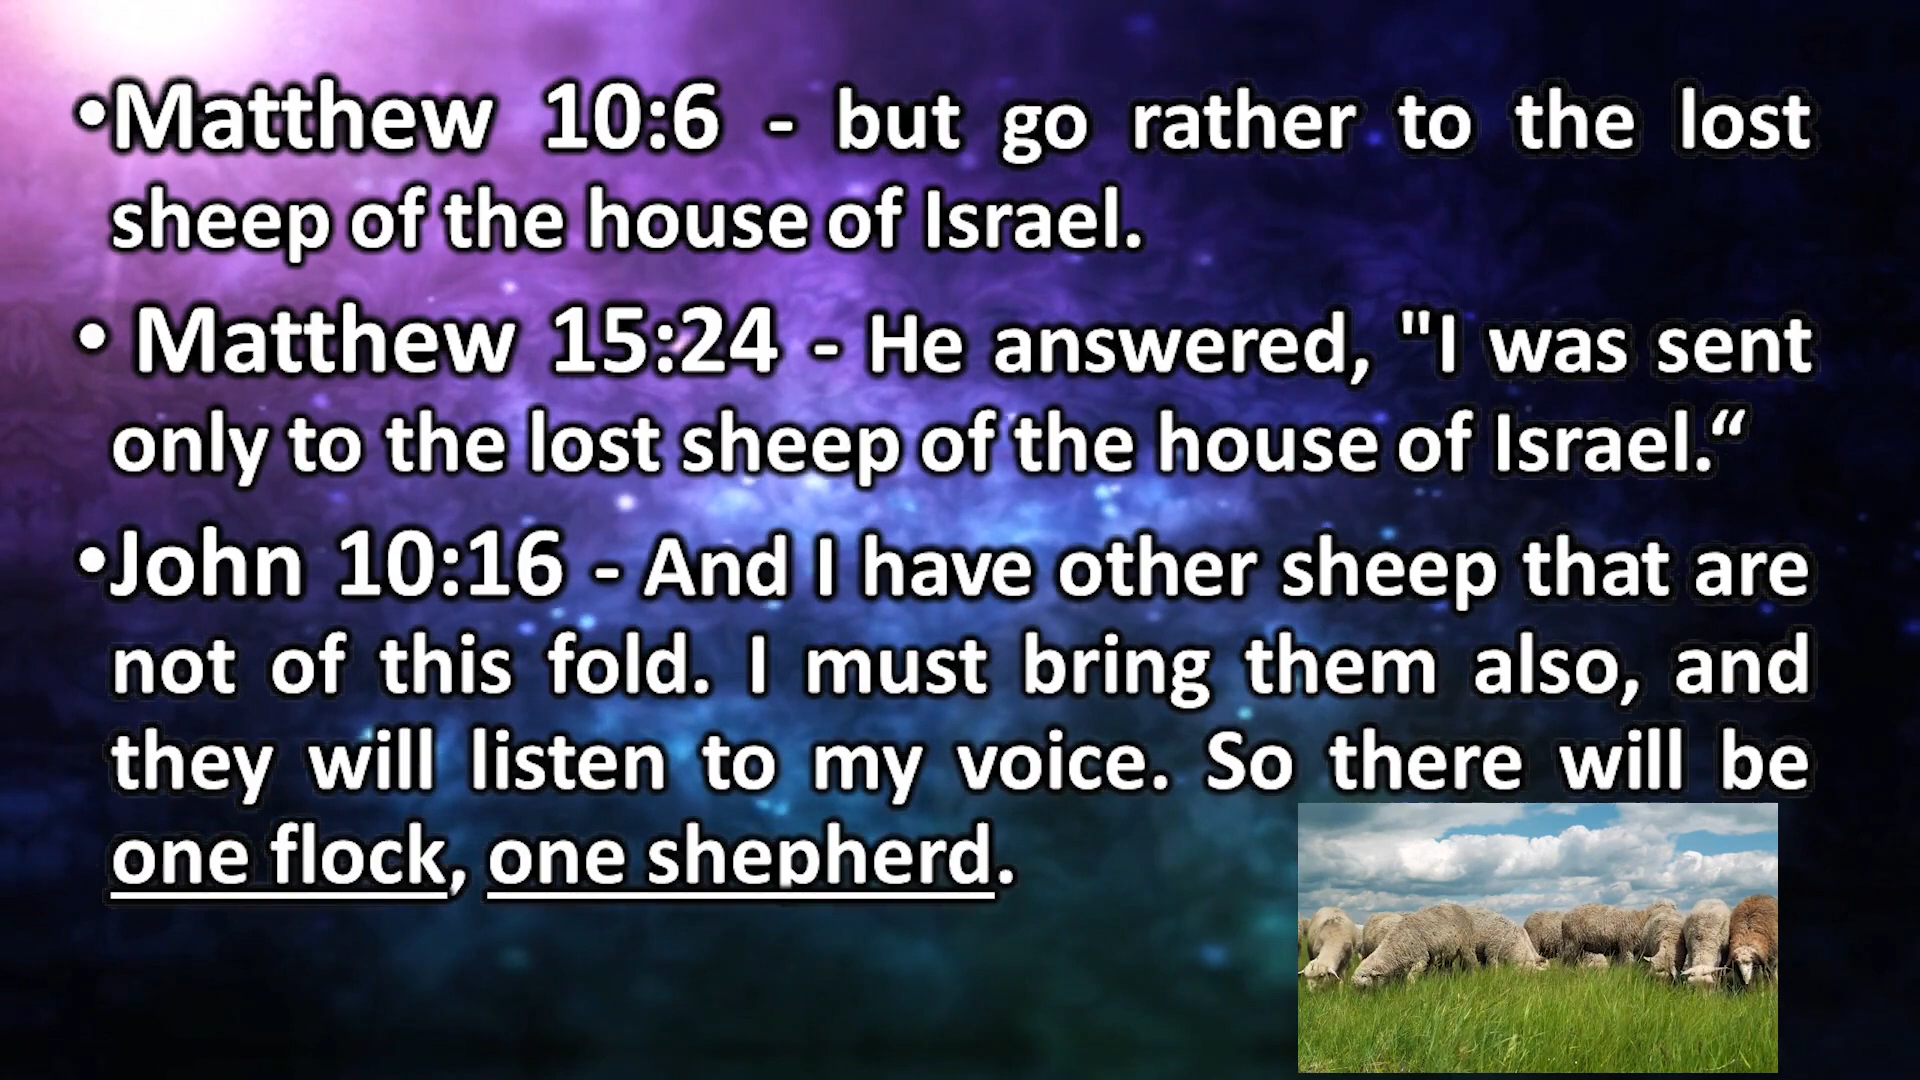 •Matthew 10:6 - but go rather to the lost
sheep of the house of Israel.
• Matthew 15:24 - He answered, "I was sent
only to the lost sheep of the house of Israel.“
•John 10:16 - And I have other sheep that are
not of this fold. I must bring them also, and
they will listen to my voice. So there will be
one flock, one shepherd.